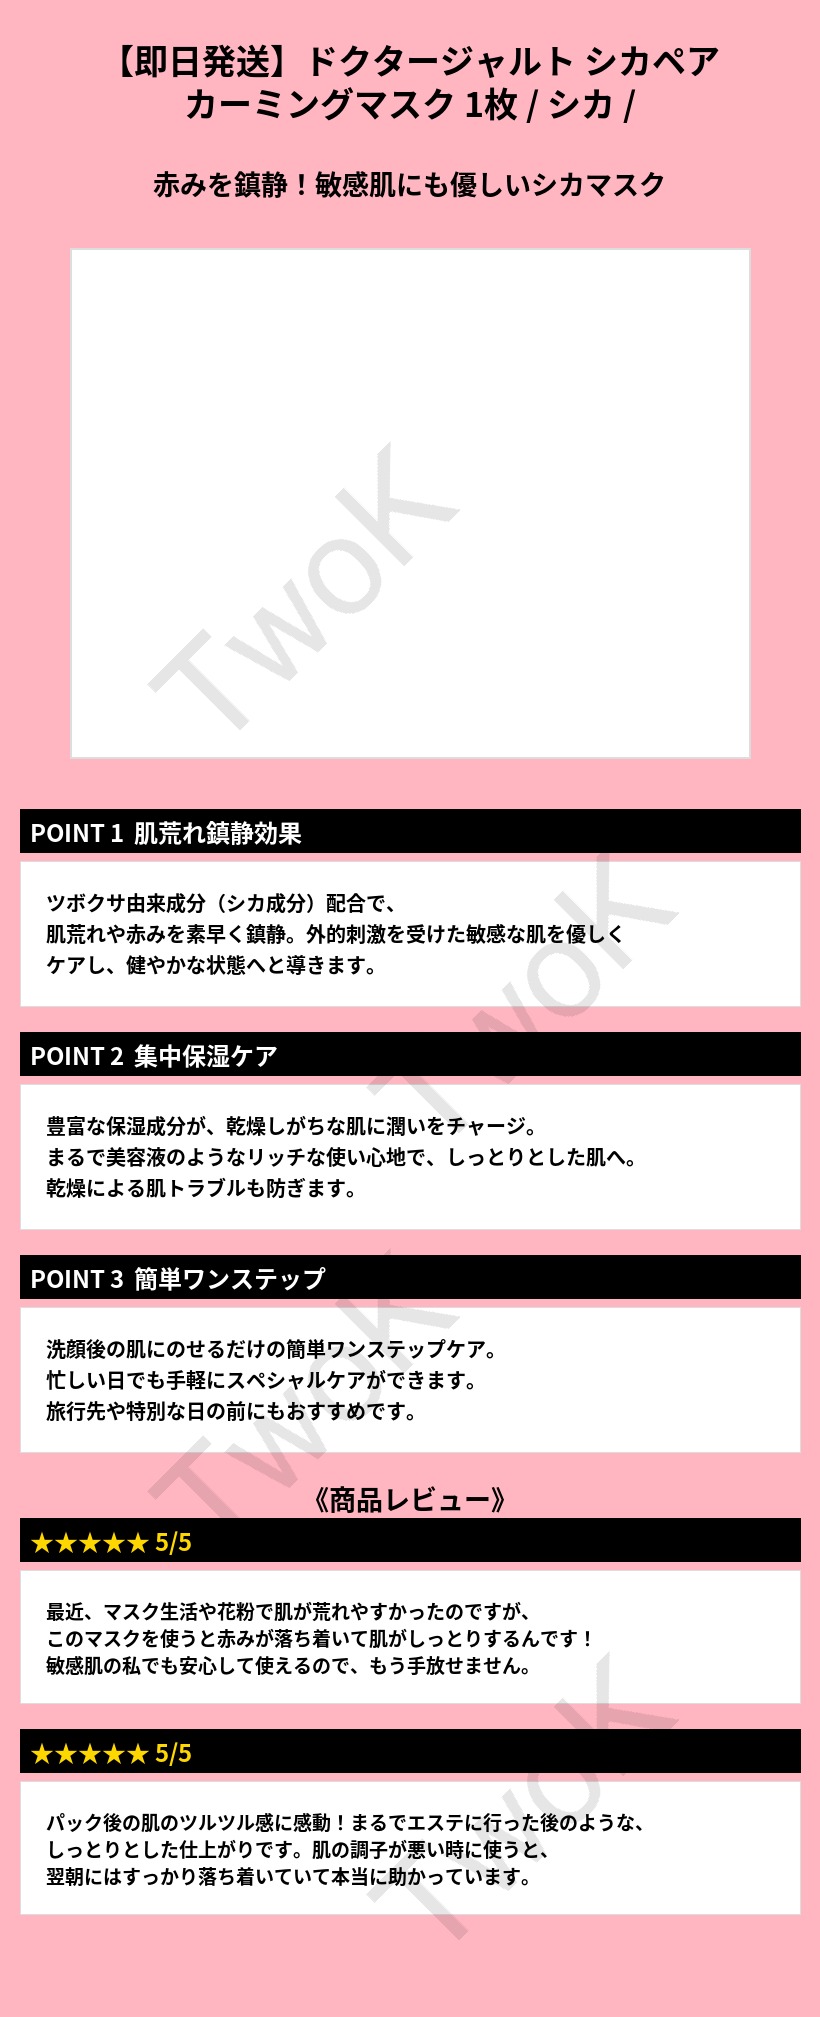 【即日発送】ドクタージャルト シカペア
カーミングマスク 1枚 / シカ /
赤みを鎮静！敏感肌にも優しいシカマスク
TwoK
POINT 1 肌荒れ鎮静効果
ツボクサ由来成分（シカ成分）配合で、
肌荒れや赤みを素早く鎮静。外的刺激を受けた敏感な肌を優しく
ケアし、健やかな状態へと導きます。
TwoK
POINT 2 集中保湿ケア
豊富な保湿成分が、乾燥しがちな肌に潤いをチャージ。
まるで美容液のようなリッチな使い心地で、しっとりとした肌へ。
乾燥による肌トラブルも防ぎます。
POINT 3 簡単ワンステップ
洗顔後の肌にのせるだけの簡単ワンステップケア。
忙しい日でも手軽にスペシャルケアができます。
旅行先や特別な日の前にもおすすめです。
TwoK
《商品レビュー》
★★★★★ 5/5
最近、マスク生活や花粉で肌が荒れやすかったのですが、
このマスクを使うと赤みが落ち着いて肌がしっとりするんです！
敏感肌の私でも安心して使えるので、もう手放せません。
★★★★★ 5/5
パック後の肌のツルツル感に感動！まるでエステに行った後のような、
しっとりとした仕上がりです。肌の調子が悪い時に使うと、
翌朝にはすっかり落ち着いていて本当に助かっています。
TwoK